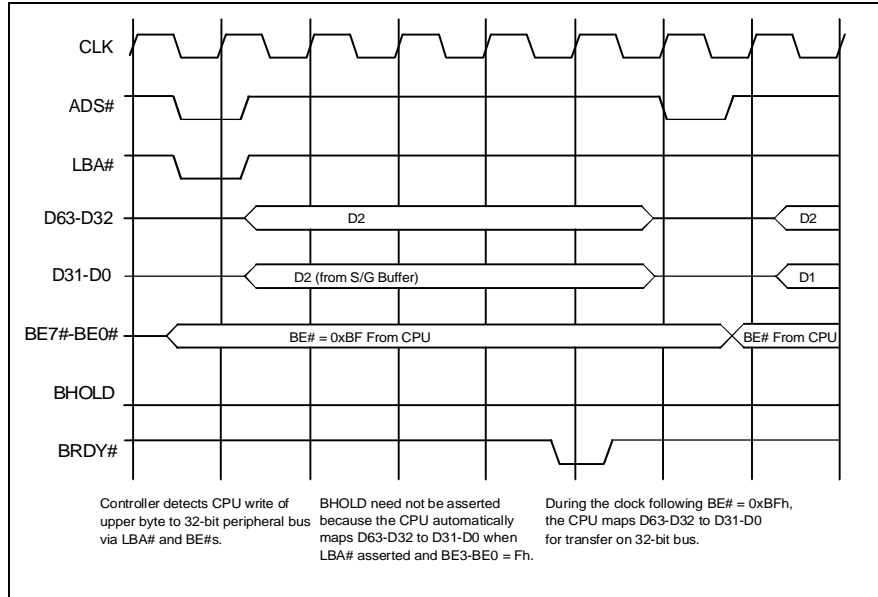 CLK
ADS#
LBA#
D63-D32
D2
D2
D31-D0
D2 (from S/G Buffer)
D1
BE7#-BE0#
BE# = 0xBF From CPU
BE# From CPU
BHOLD
BRDY#
Controller detects CPU write of
upper byte to 32-bit peripheral bus
via LBA# and BE#s.
BHOLD need not be asserted
because the CPU automatically
maps D63-D32 to D31-D0 when
LBA# asserted and BE3-BE0 = Fh.
During the clock following BE# = 0xBFh,
the CPU maps D63-D32 to D31-D0
for transfer on 32-bit bus.